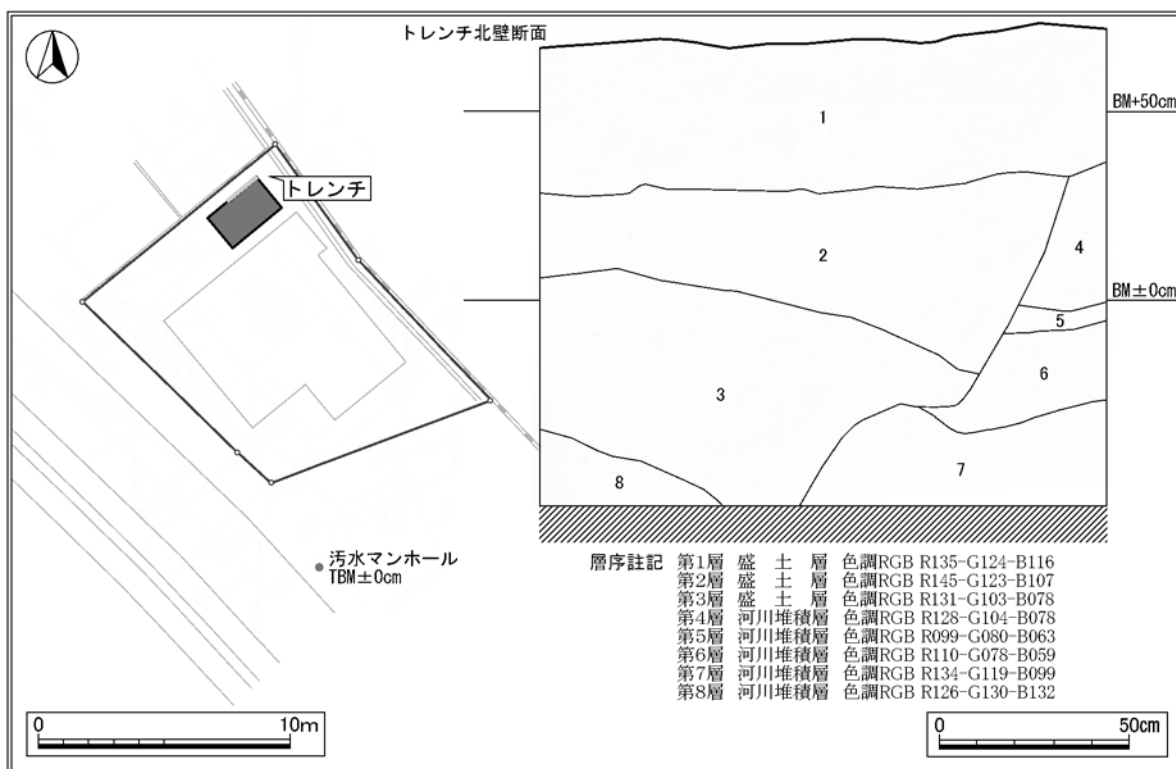 トレンチ北壁断面
BM+50cm
1
トレンチ
2
4
BM±0cm
5
6
3
7
8
汚水マンホール
TBM±0cm
層序註記 第1層 盛 土 層 色調RGB R135-G124-B116
第2層 盛 土 層 色調RGB R145-G123-B107
第3層 盛 土 層 色調RGB R131-G103-B078
第4層 河川堆積層 色調RGB R128-G104-B078
第5層 河川堆積層 色調RGB R099-G080-B063
第6層 河川堆積層 色調RGB R110-G078-B059
第7層 河川堆積層 色調RGB R134-G119-B099
第8層 河川堆積層 色調RGB R126-G130-B132
0 10m
0 50cm